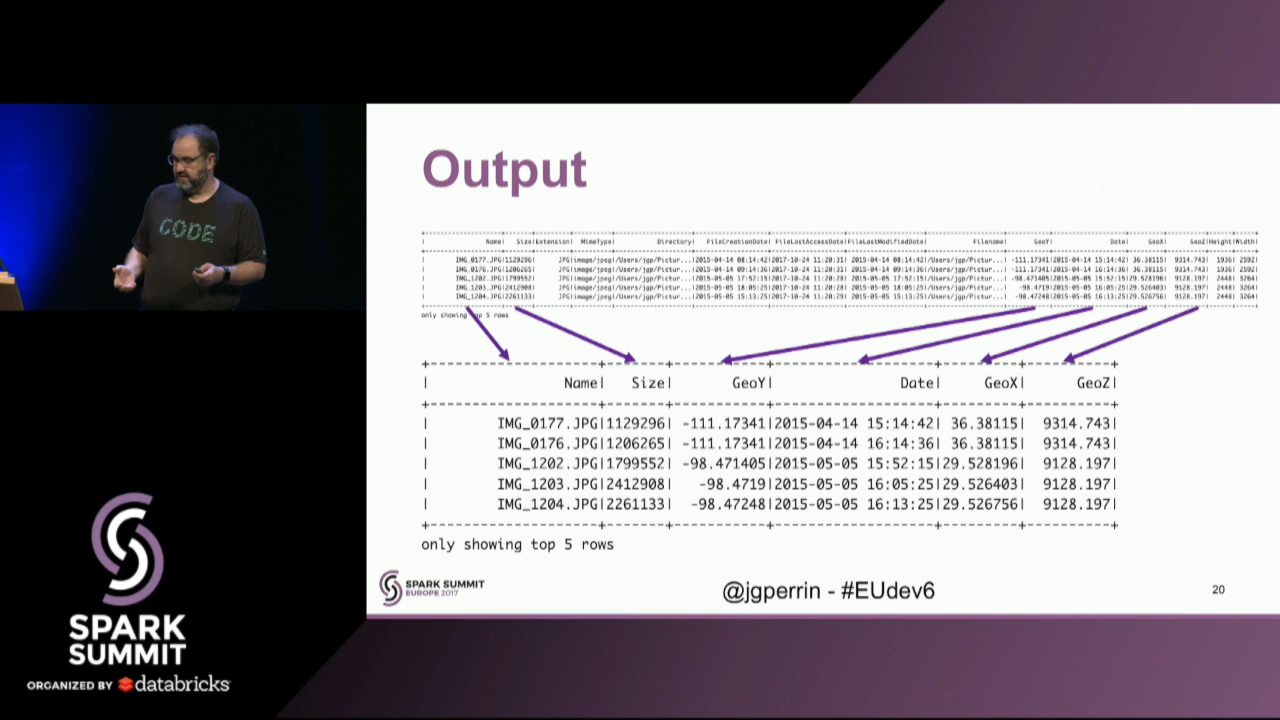 CODE
Output
| Name| Size|Extension| MimeType| Directory| FileCreationDate| FileLastAccessDate|FileLastModifiedDate| Filename| GeoY| Date| GeoX| GeoZ|Height|Width|
| IMG_0177.JPG|1129296| JPG|image/jpeg|/Users/jgp/Pictur...|2015-04-14 08:14:42|2017-10-24 11:20:31| 2015-04-14 08:14:42|/Users/jgp/Pictur...| -111.17341|2015-04-14 15:14:42| 36.38115| 9314.743| 1936| 2592|
| IMG_0176.JPG|1206265| JPG|image/jpeg|/Users/jgp/Pictur...|2015-04-14 09:14:36|2017-10-24 11:20:31| 2015-04-14 09:14:36|/Users/jgp/Pictur...| -111.17341|2015-04-14 16:14:36| 36.38115| 9314.743| 1936| 2592|
| IMG_1202.JPG|1799552| JPG|image/jpeg|/Users/jgp/Pictur...|2015-05-05 17:52:15|2017-10-24 11:20:28| 2015-05-05 17:52:15|/Users/jgp/Pictur...| -98.471405|2015-05-05 15:52:15|29.528196| 9128.197| 2448| 3264|
| IMG_1203.JPG|2412908| JPG|image/jpeg|/Users/jgp/Pictur...|2015-05-05 18:05:25|2017-10-24 11:20:28| 2015-05-05 18:05:25|/Users/jgp/Pictur...| -98.4719|2015-05-05 16:05:25|29.526403| 9128.197| 2448| 3264|
| IMG_1204.JPG|2261133| JPG|image/jpeg|/Users/jgp/Pictur...|2015-05-05 15:13:25|2017-10-24 11:20:29| 2015-05-05 15:13:25|/Users/jgp/Pictur...| -98.47248|2015-05-05 16:13:25|29.526756| 9128.197| 2448| 3264|
only showing top 5 rows
| Name| Size| GeoY| Date| GeoX| GeoZ|
| IMG_0177.JPG|1129296| -111.17341|2015-04-14 15:14:42| 36.38115| 9314.743|
| IMG_0176.JPG|1206265| -111.17341|2015-04-14 16:14:36| 36.38115| 9314.743|
| IMG_1202.JPG|1799552| -98.471405|2015-05-05 15:52:15|29.528196| 9128.197|
| IMG_1203.JPG|2412908| -98.4719|2015-05-05 16:05:25|29.526403| 9128.197|
| IMG_1204.JPG|2261133| -98.47248|2015-05-05 16:13:25|29.526756| 9128.197|
only showing top 5 rows
SPARK SUMMIT
EUROPE 2017
@jgperrin - #EUdev6
20
SPARK
SUMMIT
ORGANIZED BY databricks